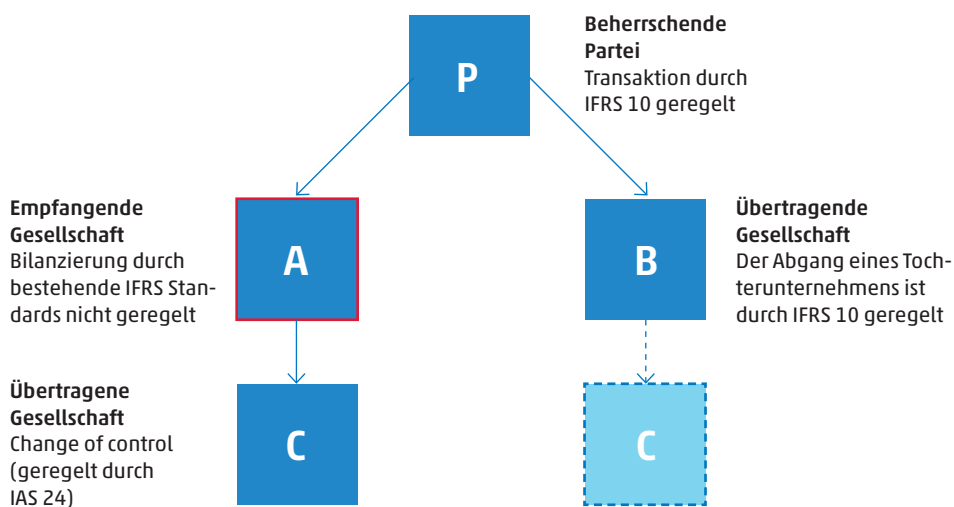 P
Beherrschende
Partei
Transaktion durch
IFRS 10 geregelt
Empfangende
Gesellschaft
Bilanzierung durch
bestehende IFRS Stan-
dards nicht geregelt
A
B
Übertragende
Gesellschaft
Der Abgang eines Toch-
terunternehmens ist
durch IFRS 10 geregelt
Übertragene
Gesellschaft
Change of control
(geregelt durch
IAS 24)
C
C